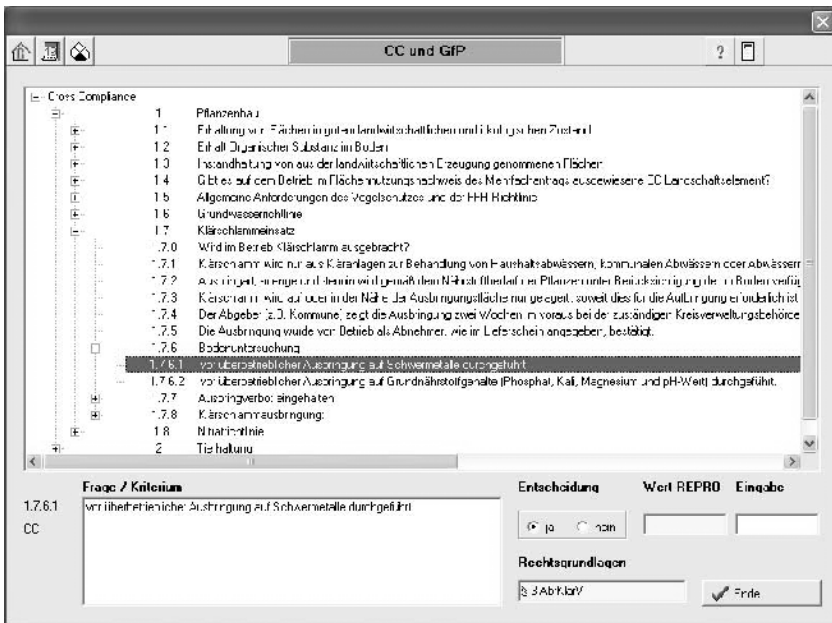 CC und GfP
?
Cross Compliance
1 Pflanzenbau
1.1 Erhaltung von Flächen in gutem landwirtschaftlichen und ökologischen Zustand
1.2 Erhalt Organischer Substanz im Boden
1.3 Instandhaltung von aus der landwirtschaftlichen Erzeugung genommenen Flächen
1.4 Gibt es auf dem Betrieb im Flächennutzungsnachweis des Mehrfachantrags ausgewiesene CC Landschaftselement?
1.5 Allgemeine Anforderungen des Vogelschutzes und der FFH Richtlinie
1.6 Grundwasserrichtlinie
1.7 Klärschlammeinsatz
1.7.0 Wird im Betrieb Klärschlamm ausgebracht?
1.7.1 Klärschlamm wird nur aus Kläranlagen zur Behandlung von Haushaltsabwässern, kommunalen Abwässern oder Abwässern
1.7.2 Ausbringart, -menge und -termin wird gemäß dem Nährstoffbedarf der Pflanzen unter Berücksichtigung der im Boden verfüg
1.7.3 Klärschlamm wird auf oder in der Nähe der Ausbringungsfläche nur gelagert, soweit dies für die Aufbringung erforderlich ist
1.7.4 Der Abgeber (z.B. Kommune) zeigt die Ausbringung zwei Wochen im voraus bei der zuständigen Kreisverwaltungsbehörde
1.7.5 Die Ausbringung wurde von Betrieb als Abnehmer, wie im Lieferschein angegeben, bestätigt.
1.7.6 Bodenuntersuchung
1.7.6.1 vor überbetrieblicher Ausbringung auf Schwermetalle durchgeführt
1.7.6.2 vor überbetrieblicher Ausbringung auf Grundnährstoffgehalte (Phosphat, Kali, Magnesium und pH-Wert) durchgeführt.
1.7.7 Ausbringverbot eingehalten
1.7.8 Klärschlammausbringung:
1.8 Nitratrichtlinie
2 Tierhaltung
Frage / Kriterium Entscheidung Wert REPRO Eingabe
1.7.6.1 vor überbetrieblicher Ausbringung auf Schwermetalle durchgeführt
CC
ja nein
Rechtsgrundlagen
§ 3 AbfKlärV
Ende